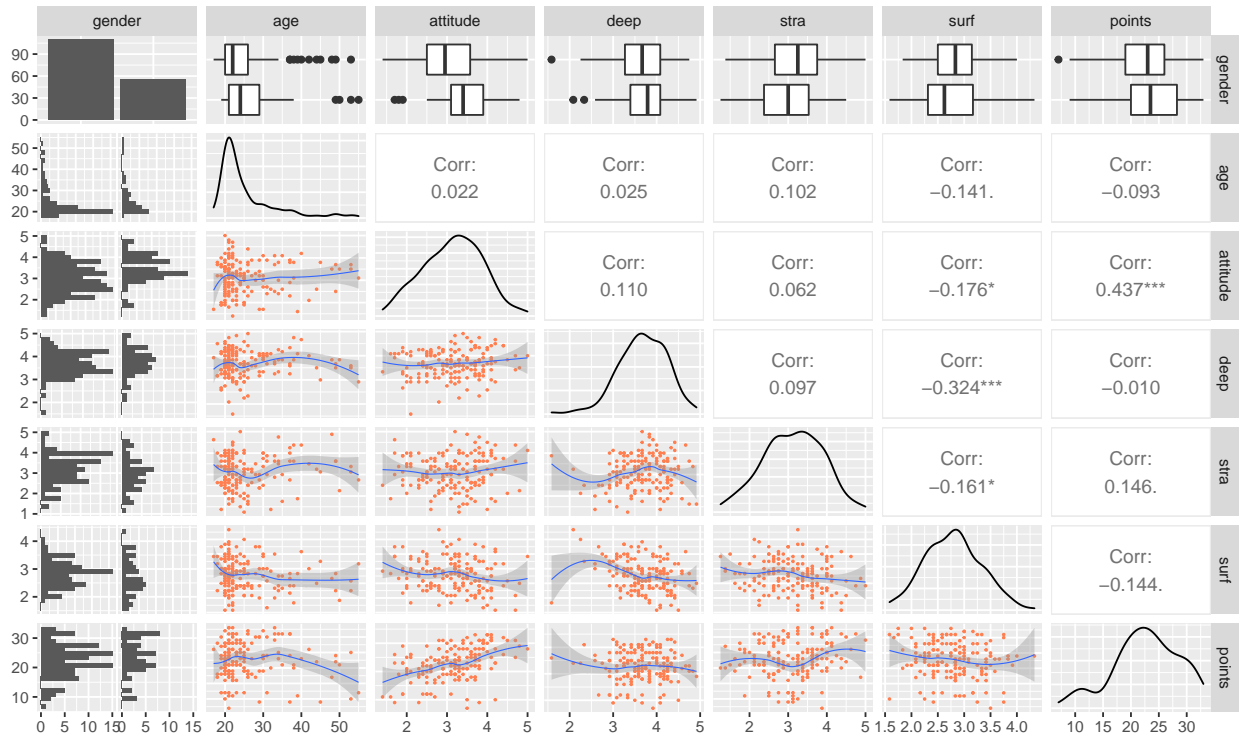 gender age attitude deep stra surf points
90
60
30
0
gender
50
40
30
20
Corr:
0.022
Corr:
0.025
Corr:
0.102
Corr:
−0.141.
Corr:
−0.093
age
5
4
3
2
Corr:
0.110
Corr:
0.062
Corr:
−0.176*
Corr:
0.437***
attitude
5
4
3
2
Corr:
0.097
Corr:
−0.324***
Corr:
−0.010
deep
5
4
3
2
1
Corr:
−0.161*
Corr:
0.146.
stra
4
3
2
Corr:
−0.144.
surf
30
20
10
points
0 5 10 15 0 5 10 15 20 30 40 50 2 3 4 5 2 3 4 5 2 3 4 5 1.5 2.0 2.5 3.0 3.5 4.0 10 20 30